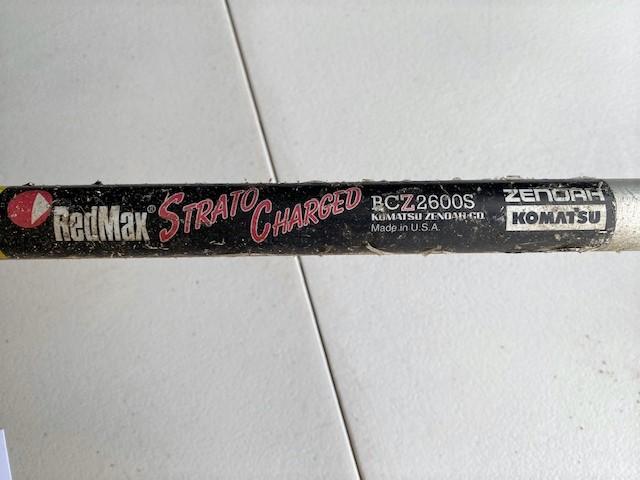 RedMax®
STRATO CHARGED
BCZ2600S
KOMATSU ZENOAH CO.
Made in U.S.A.
ZENOAH
KOMATSU